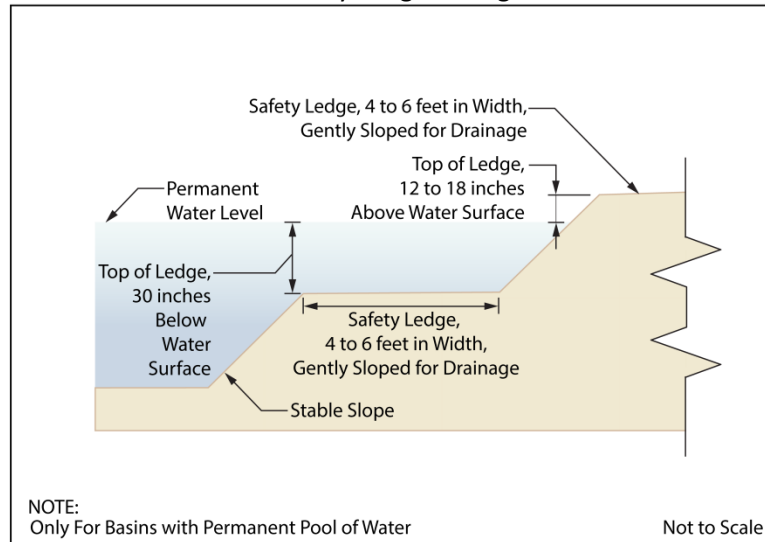 Safety Ledge, 4 to 6 feet in Width,
Gently Sloped for Drainage
Top of Ledge,
12 to 18 inches
Above Water Surface
Permanent
Water Level
Top of Ledge,
30 inches
Below
Water
Surface
Safety Ledge,
4 to 6 feet in Width,
Gently Sloped for Drainage
Stable Slope
NOTE:
Only For Basins with Permanent Pool of Water
Not to Scale